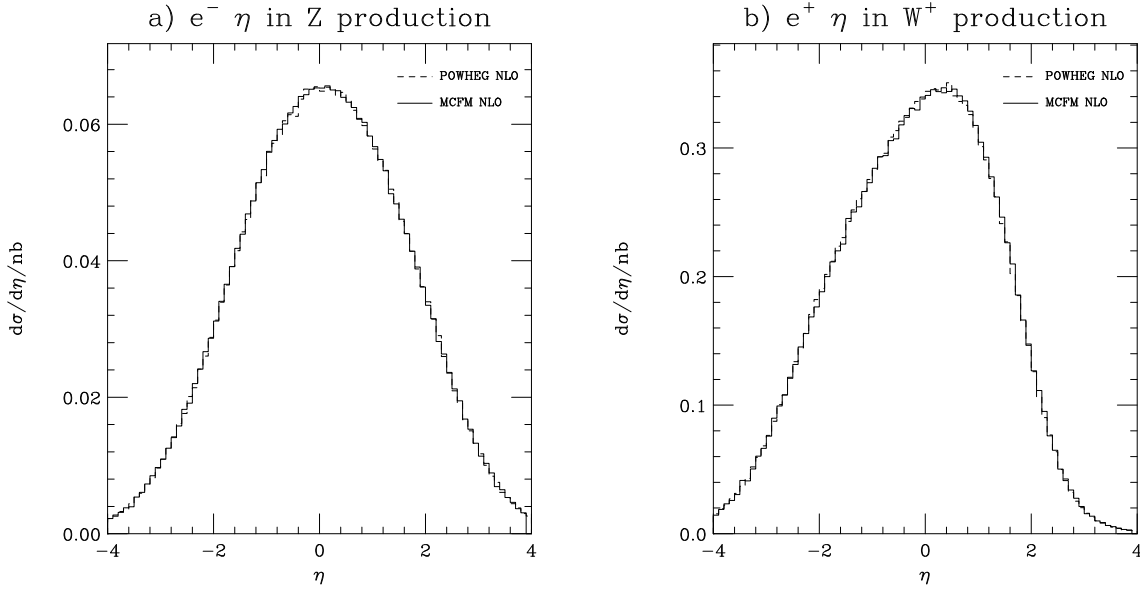 a) e⁻ η in Z production
POWHEG NLO
MCFM NLO
dσ/dη/nb
0.06
0.04
0.02
0.00
−4
−2
0
2
4
η
b) e⁺ η in W⁺ production
POWHEG NLO
MCFM NLO
dσ/dη/nb
0.3
0.2
0.1
0.0
−4
−2
0
2
4
η